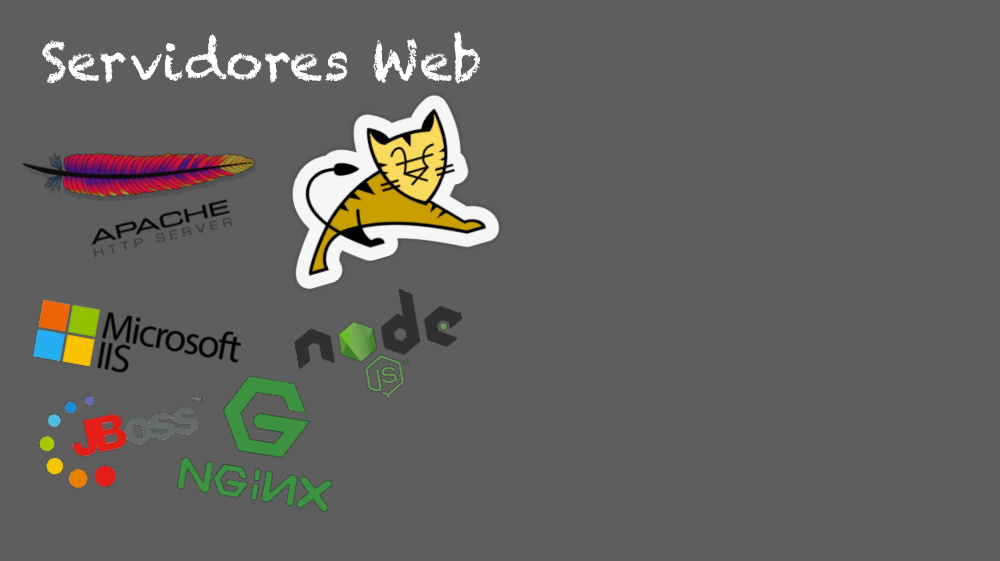 Servidores Web
APACHE
HTTP SERVER
Microsoft
IIS
node
JS
JBoss
NGiNX